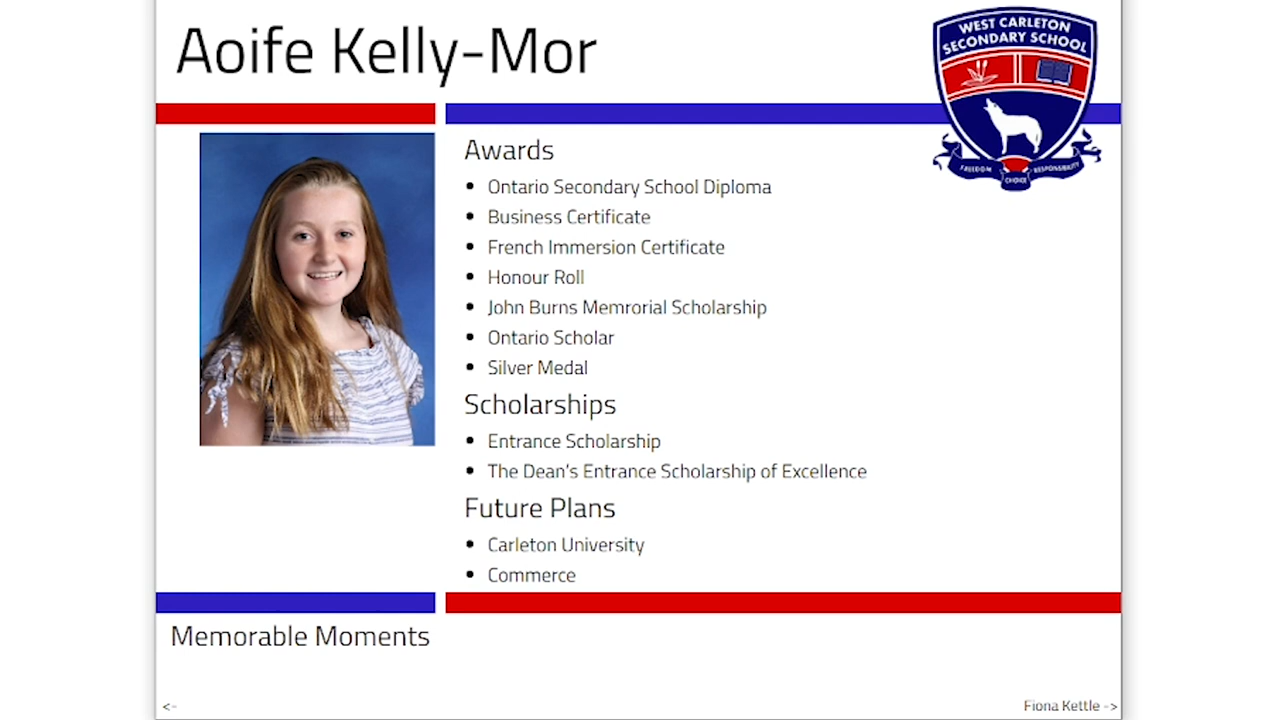 Aoife Kelly-Mor
WEST CARLETON
SECONDARY SCHOOL
FREEDOM
CHOICE
RESPONSIBILITY
Awards
• Ontario Secondary School Diploma
• Business Certificate
• French Immersion Certificate
• Honour Roll
• John Burns Memrorial Scholarship
• Ontario Scholar
• Silver Medal
Scholarships
• Entrance Scholarship
• The Dean's Entrance Scholarship of Excellence
Future Plans
• Carleton University
• Commerce
Memorable Moments
<-
Fiona Kettle ->